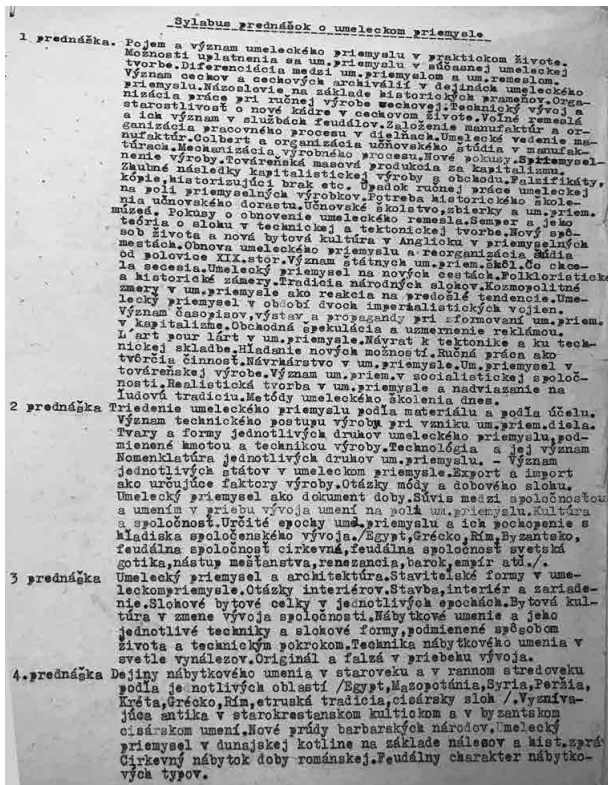 Sylabus prednášok o umeleckom priemysle
1 prednáška. Pojem a význam umeleckého priemyslu v praktickom živote.
Možnosti uplatnenia sa um.priemyslu v súčasnej umeleckej
tvorbe.Diferenciácia medzi um.priemyslom a um.remeslom.
Význam cechov a cechových archiválií v dejinách umeleckého
priemyslu.Názoslovie na základe historických prameňov.Orga-
nizácia práce pri ručnej výrobe cechovej.Technický vývoj a
starostlivosť o nové kádre v cechovom živote.Voľné remeslá
a ich význam v službách feudálov.Založenie manufaktúr a or-
ganizácia pracovného procesu v dielnach.Umelecké vedenie ma-
nufaktúr.Colbert a organizácia učňovského štúdia v manufak-
túrach.Mechanizácia výrobného procesu.Nové pokusy.Spriemysel-
nenie výroby.Továrenská masová produkcia za kapitalizmu.
Zhubné následky kapitalistickej výroby a obchodu.Falzifikáty,
kópie,historizujúci brak etc. Úpadok ručnej práce umeleckej
na poli priemyselných výrobkov.Potreba historického škole-
nia učňovského dorastu.Učňovské školstvo,zbierky a um.priem.
múzeá. Pokusy o obnovenie umeleckého remesla.Semper a jeho
teória o slohu v technickej a tektonickej tvorbe.Nový spô-
sob života a nová bytová kultúra v Anglicku v priemyselných
mestách.Obnova umeleckého priemyslu a reorganizácia štúdia
od polovice XIX.stor.Význam štátnych um.priem.škôl.Čo chce-
la secesia.Umelecký priemysel na nových cestách.Folkloristické
a historické zámery.Tradícia národných slohov.Kozmopolitné
zmery v um.priemysle ako reakcia na predošlé tendencie.Ume-
lecký priemysel v období dvoch imperialistických vojien.
Význam časopisov,výstav a propagandy pri zformovaní um.priem.
v kapitalizme.Obchodná špekulácia a uzmernenie reklámou.
L'art pour lárt v um.priemysle.Návrat k tektonike a ku tech-
nickej skladbe.Hľadanie nových možností.Ručná práca ako
tvôrčia činnosť.Návrhárstvo v um.priemysle.Um.priemysel v
továrenskej výrobe.Význam um.priem.v socialistickej spoloč-
nosti.Realistická tvorba v um.priemysle a nadviazanie na
ľudovú tradíciu.Metódy umeleckého školenia dnes.
2 prednáška Triedenie umeleckého priemyslu podľa materiálu a podľa účelu.
Význam technického postupu výroby pri vzniku um.priem.diela.
Tvary a formy jednotlivých druhov umeleckého priemyslu,pod-
mienené hmotou a technikou výroby.Technológia a jej význam
Nomenklatúra jednotlivých druhov um.priemyslu. – Význam
jednotlivých štátov v umeleckom priemysle.Export a import
ako určujúce faktory výroby.Otázky módy a dobového slohu.
Umelecký priemysel ako dokument doby.Súvis medzi spoločnosťou
a umením v priebu vývoja umení na poli um.priemyslu.Kultúra
a spoločnosť.Určité epochy umd.priemyslu a ich pochopenie s
hľadiska spoločenského vývoja./Egypt,Grécko,Rím,Byzantsko,
feudálna spoločnosť cirkevná,feudálna spoločnosť svetská
gotika,nástup mešťanstva,renezancia,barok,empír atď./.
3 prednáška Umelecký priemysel a architektúra.Staviteľské formy v ume-
leckompriemysle.Otázky interiérov.Stavba,interiér a zariade-
nie.Slohové bytové celky v jednotlivých epochách.Bytová kul-
túra v zmene vývoja spoločnosti.Nábytkové umenie a jeho
jednotlivé techniky a slohové formy,podmienené spôsobom
života a technickým pokrokom.Technika nábytkového umenia v
svetle vynálezov.Originál a falzá v priebehu vývoja.
4.prednáška Dejiny nábytkového umenia v staroveku a v rannom stredoveku
podľa je notlivých oblastí /Egypt,Mazopotánia,Syria,Peržia,
Kréta,Grécko,Rím,etruská tradícia,cisársky sloh /.Vyzníva-
júca antika v starokrestanskom kultickom a v byzantskom
cisárskom umení.Nové prúdy barbarských národov.Umelecký
priemysel v dunajskej kotline na základe nálezov a hist.zpráv
Cirkevný nábytok doby románskej.Feudálny charakter nábytko-
vých typov.